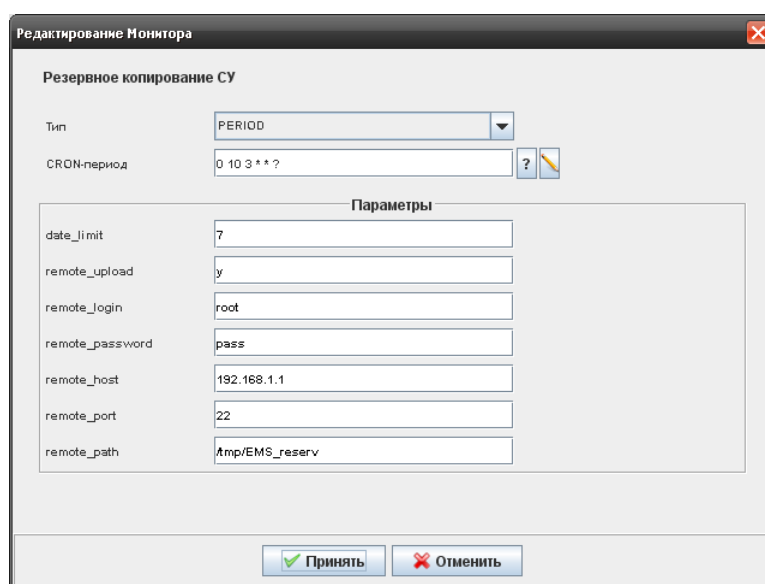 Редактирование Монитора
Резервное копирование СУ
Тип PERIOD
CRON-период 0 10 3 * * ? ?
Параметры
date_limit 7
remote_upload y
remote_login root
remote_password pass
remote_host 192.168.1.1
remote_port 22
remote_path /tmp/EMS_reserv
Принять Отменить